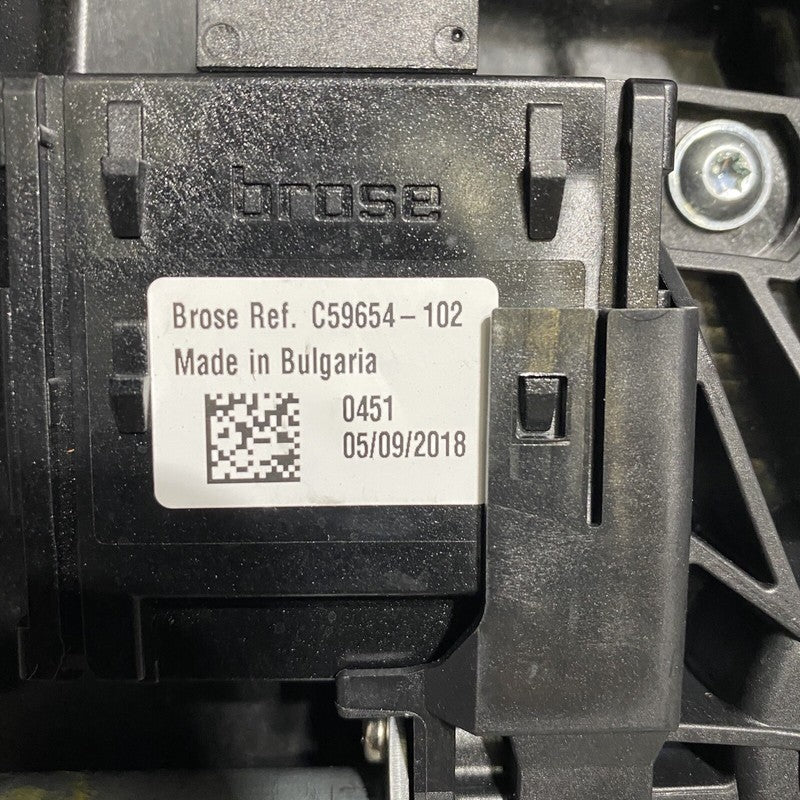 brose
Brose Ref. C59654-102
Made in Bulgaria
0451
05/09/2018